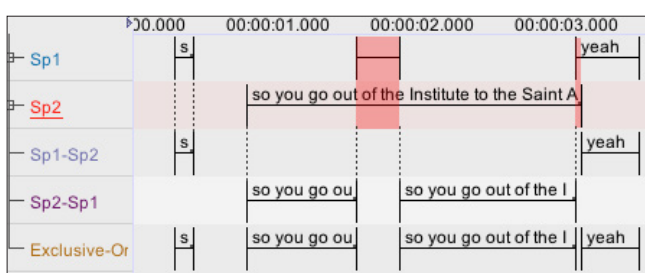 00.000 00:00:01.000 00:00:02.000 00:00:03.000
Sp1 s. yeah
Sp2 so you go out of the Institute to the Saint A
Sp1-Sp2 s. yeah
Sp2-Sp1 so you go ou so you go out of the I
Exclusive-Or s. so you go ou so you go out of the I yeah